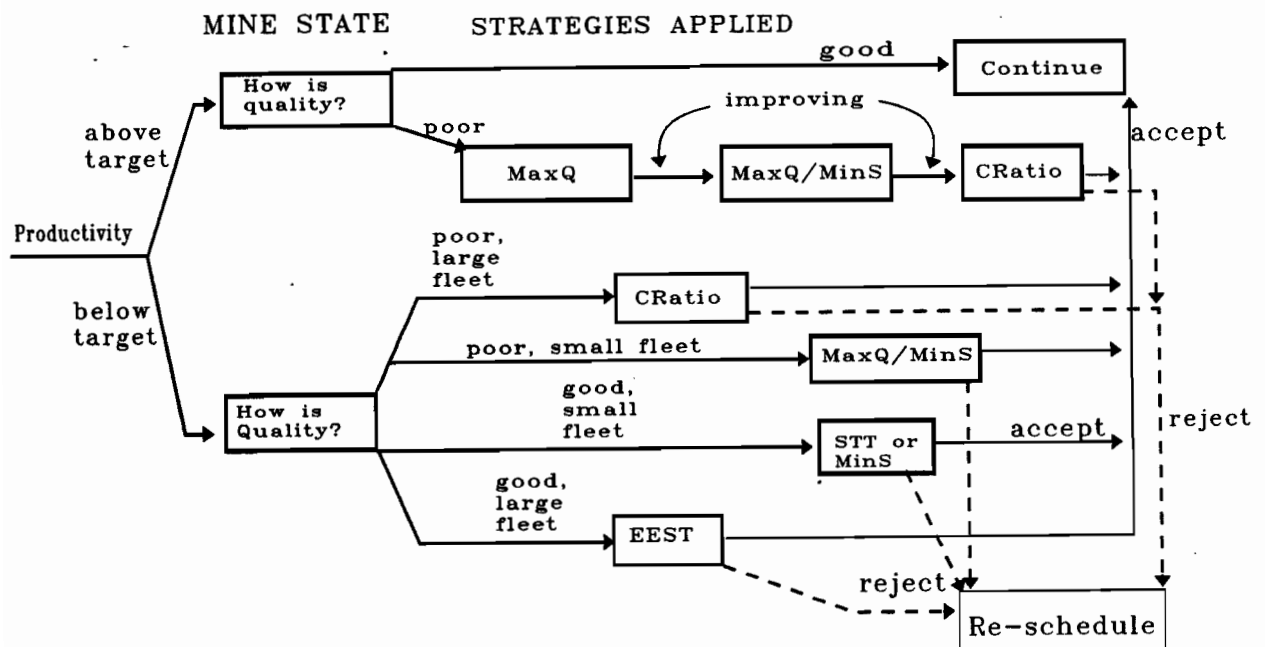 MINE STATE
STRATEGIES APPLIED
good
Continue
How is
quality?
improving
above
target
poor
accept
MaxQ
MaxQ/MinS
CRatio
Productivity
poor,
large
fleet
CRatio
below
target
poor, small fleet
MaxQ/MinS
good,
small
fleet
How is
Quality?
reject
STT or
MinS
accept
good,
large
fleet
EEST
reject
Re-schedule